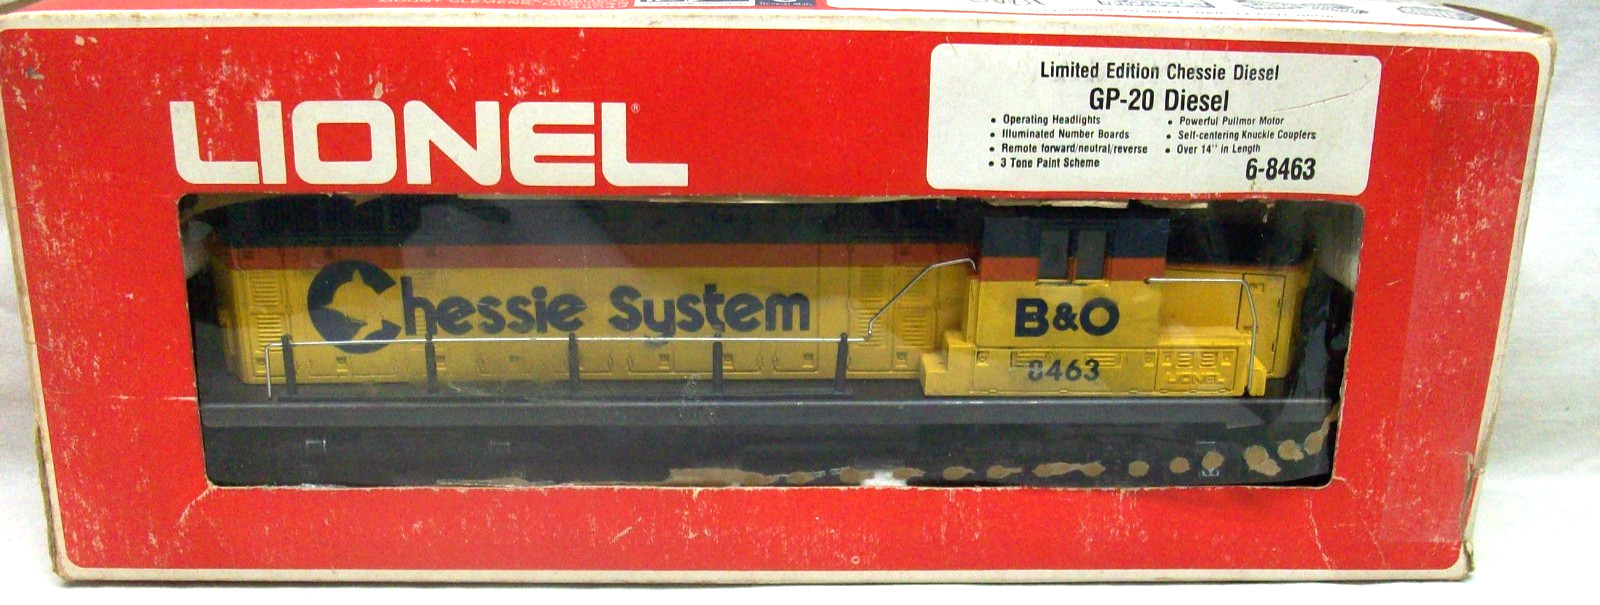 LIONEL®
Limited Edition Chessie Diesel
GP-20 Diesel
• Operating Headlights
• Illuminated Number Boards
• Remote forward/neutral/reverse
• 3 Tone Paint Scheme
• Powerful Pullmor Motor
• Self-centering Knuckle Couplers
• Over 14" in Length
6-8463
Chessie System
B&O
8463
LIONEL